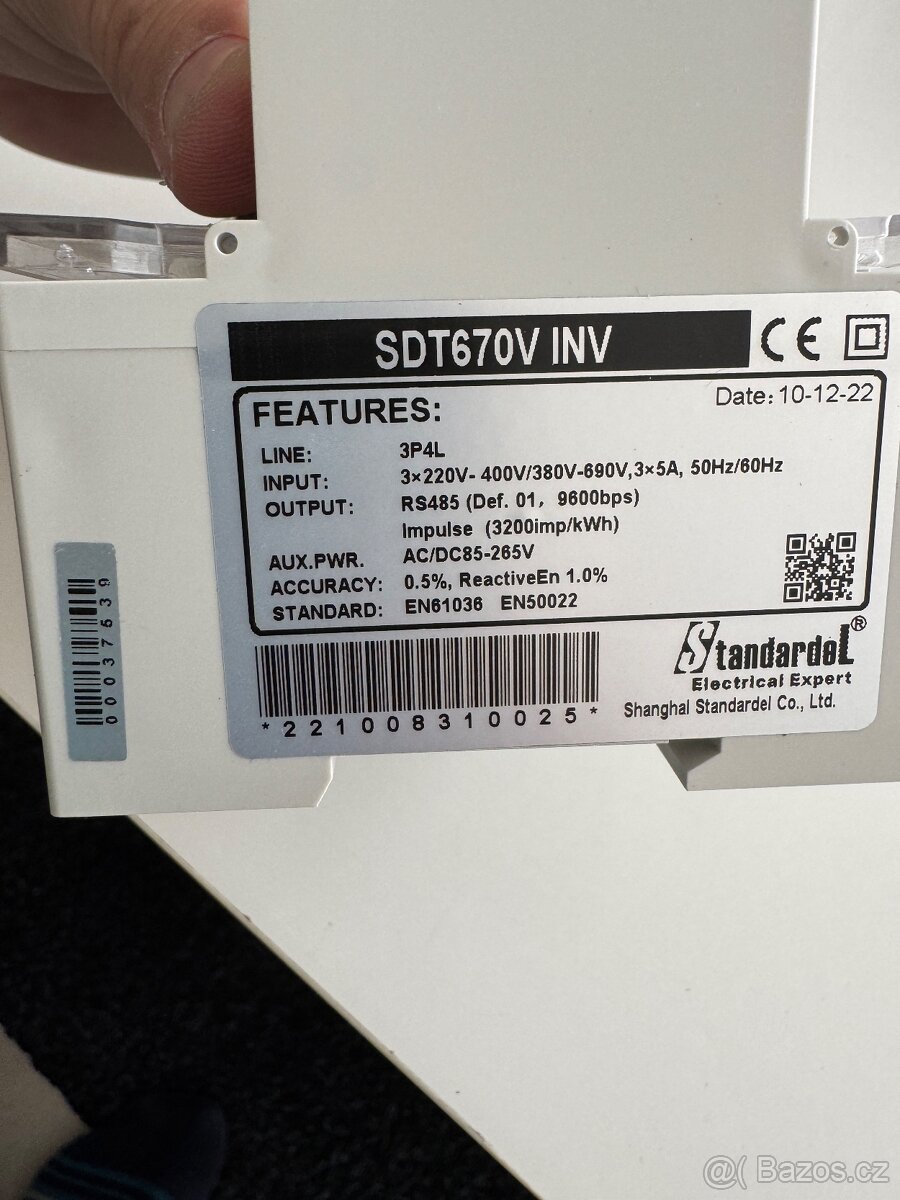 SDT670V INV
CE
Date: 10-12-22
FEATURES:
LINE: 3P4L
INPUT: 3×220V- 400V/380V-690V,3×5A, 50Hz/60Hz
OUTPUT: RS485 (Def. 01, 9600bps)
Impulse (3200imp/kWh)
AUX.PWR. AC/DC85-265V
ACCURACY: 0.5%, ReactiveEn 1.0%
STANDARD: EN61036 EN50022
StandardeL®
Electrical Expert
Shanghai Standardel Co., Ltd.
*221008310025*
00037539
@( Bazos.cz